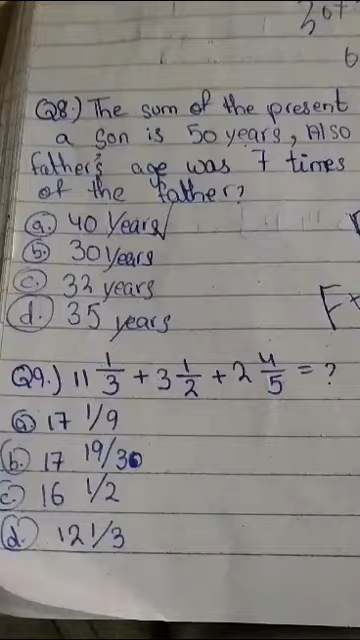 Q8.) The sum of the present
a son is 50 years, Also
father's age was 7 times
of the father?
a. 40 Years
b. 30 years
c. 32 years
d. 35 years
Q9.) 11 1/3 + 3 1/2 + 2 4/5 = ?
a 17 1/9
b. 17 19/30
c. 16 1/2
d. 12 1/3